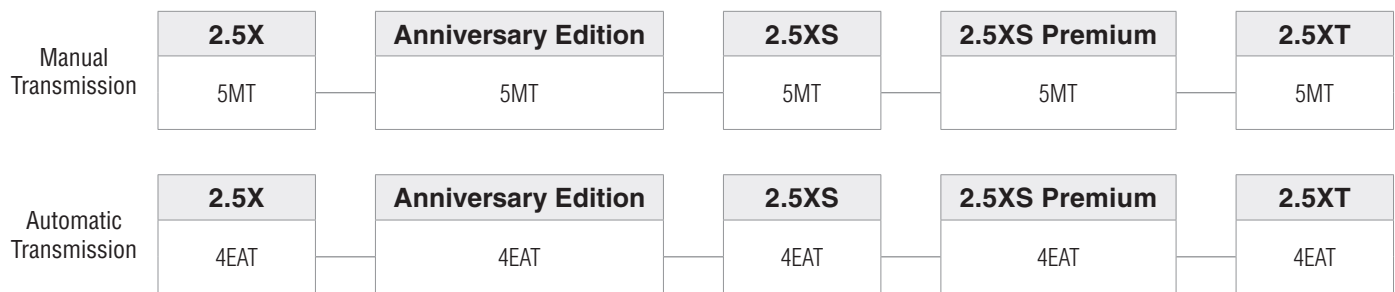 Manual
Transmission
2.5X Anniversary Edition 2.5XS 2.5XS Premium 2.5XT
5MT 5MT 5MT 5MT 5MT
Automatic
Transmission
2.5X Anniversary Edition 2.5XS 2.5XS Premium 2.5XT
4EAT 4EAT 4EAT 4EAT 4EAT